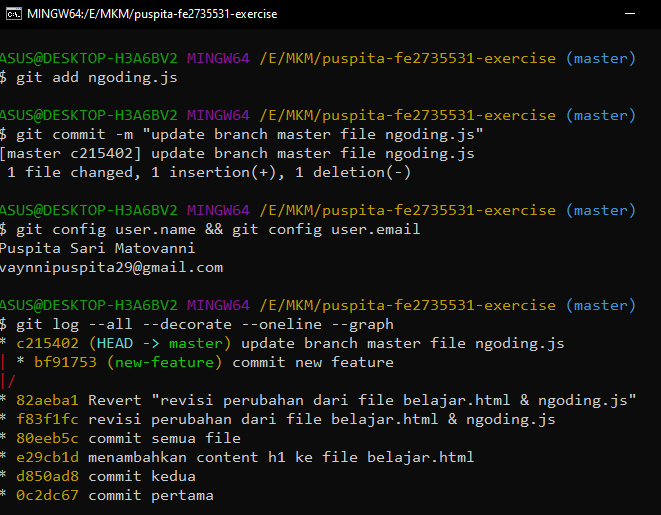 MINGW64:/E/MKM/puspita-fe2735531-exercise
ASUS@DESKTOP-H3A6BV2 MINGW64 /E/MKM/puspita-fe2735531-exercise (master)
$ git add ngoding.js
ASUS@DESKTOP-H3A6BV2 MINGW64 /E/MKM/puspita-fe2735531-exercise (master)
$ git commit -m "update branch master file ngoding.js"
[master c215402] update branch master file ngoding.js
1 file changed, 1 insertion(+), 1 deletion(-)
ASUS@DESKTOP-H3A6BV2 MINGW64 /E/MKM/puspita-fe2735531-exercise (master)
$ git config user.name && git config user.email
Puspita Sari Matovanni
vaynnipuspita29@gmail.com
ASUS@DESKTOP-H3A6BV2 MINGW64 /E/MKM/puspita-fe2735531-exercise (master)
$ git log --all --decorate --oneline --graph
* c215402 (HEAD -> master) update branch master file ngoding.js
| * bf91753 (new-feature) commit new feature
|/
* 82aeba1 Revert "revisi perubahan dari file belajar.html & ngoding.js"
* f83f1fc revisi perubahan dari file belajar.html & ngoding.js
* 80eeb5c commit semua file
* e29cb1d menambahkan content h1 ke file belajar.html
* d850ad8 commit kedua
* 0c2dc67 commit pertama